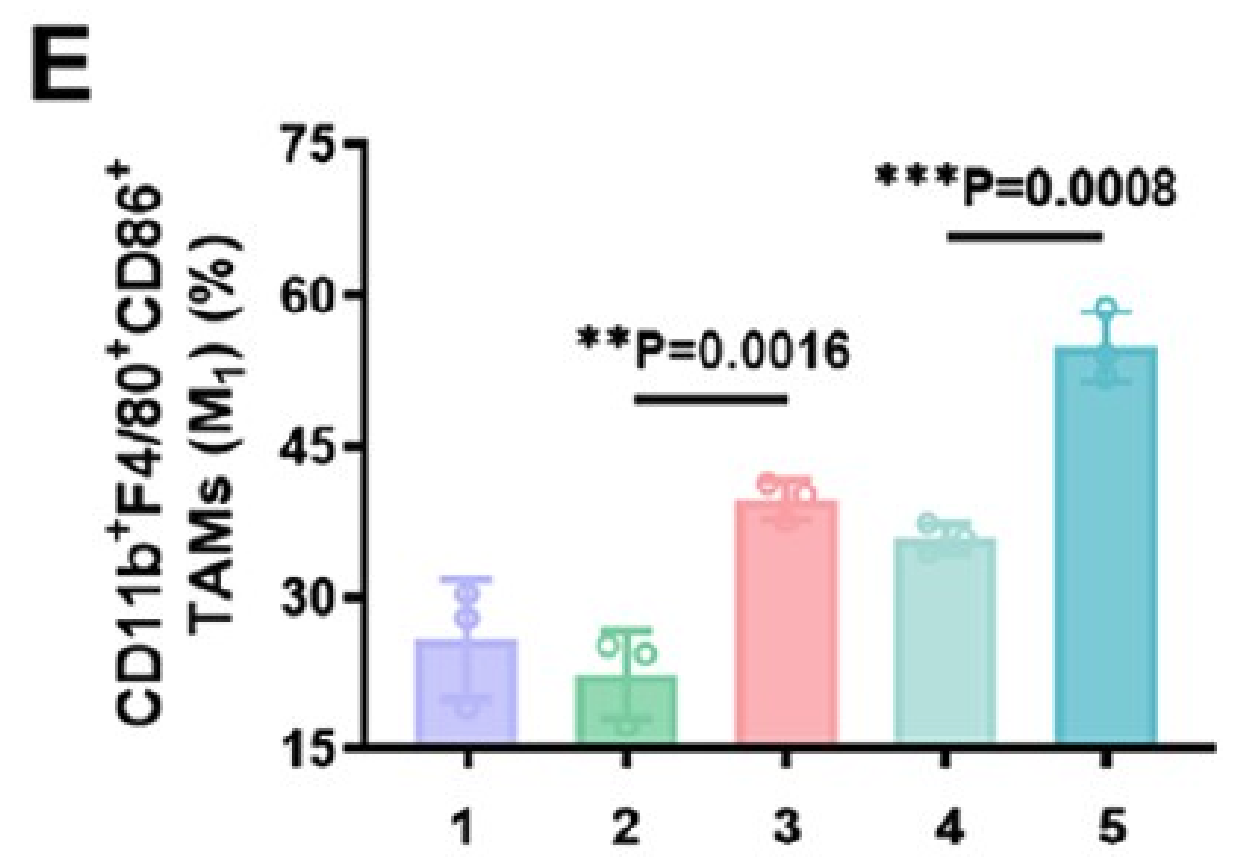 E
CD11b⁺F4/80⁺CD86⁺
TAMs (M₁) (%)
75
60
45
30
15
**P=0.0016
***P=0.0008
1 2 3 4 5